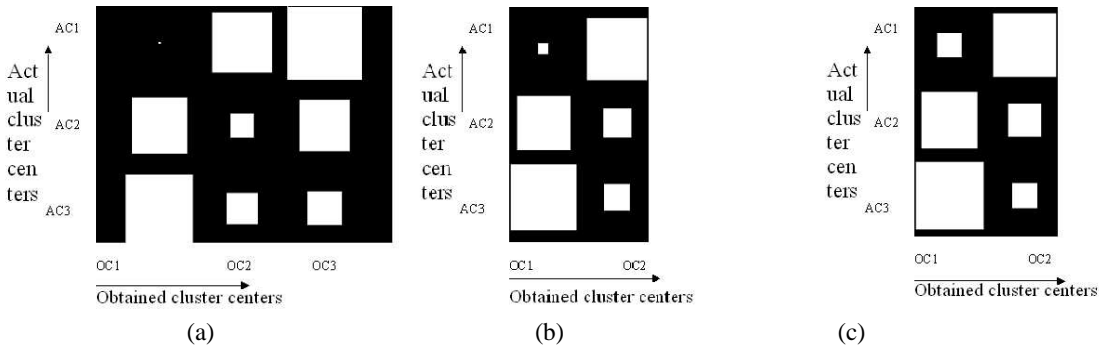 AC1
Act
ual
clus
ter
cen
ters
AC2
AC3
OC1 OC2 OC3
Obtained cluster centers
(a)
AC1
Act
ual
clus
ter
cen
ters
AC2
AC3
OC1 OC2
Obtained cluster centers
(b)
AC1
Act
ual
clus
ter
cen
ters
AC2
AC3
OC1 OC2
Obtained cluster centers
(c)